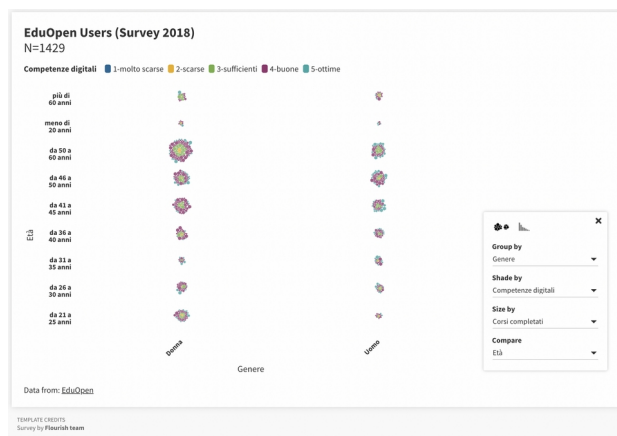 EduOpen Users (Survey 2018)
N=1429
Competenze digitali 1-molto scarse 2-scarse 3-sufficienti 4-buone 5-ottime
più di
60 anni
meno di
20 anni
da 50 a
60 anni
da 46 a
50 anni
da 41 a
45 anni
da 36 a
40 anni
da 31 a
35 anni
da 26 a
30 anni
da 21 a
25 anni
Età
Donna
Uomo
Genere
Group by
Genere
Shade by
Competenze digitali
Size by
Corsi completati
Compare
Età
Data from: EduOpen
TEMPLATE CREDITS
Survey by Flourish team